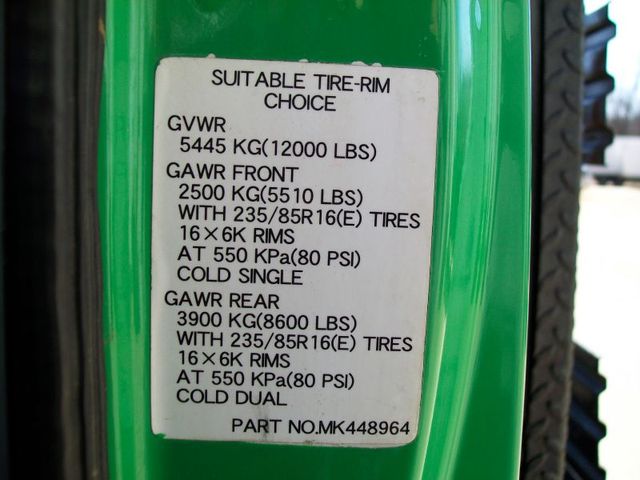 SUITABLE TIRE-RIM
CHOICE
GVWR
5445 KG(12000 LBS)
GAWR FRONT
2500 KG(5510 LBS)
WITH 235/85R16(E) TIRES
16×6K RIMS
AT 550 KPa(80 PSI)
COLD SINGLE
GAWR REAR
3900 KG(8600 LBS)
WITH 235/85R16(E) TIRES
16×6K RIMS
AT 550 KPa(80 PSI)
COLD DUAL
PART NO.MK448964